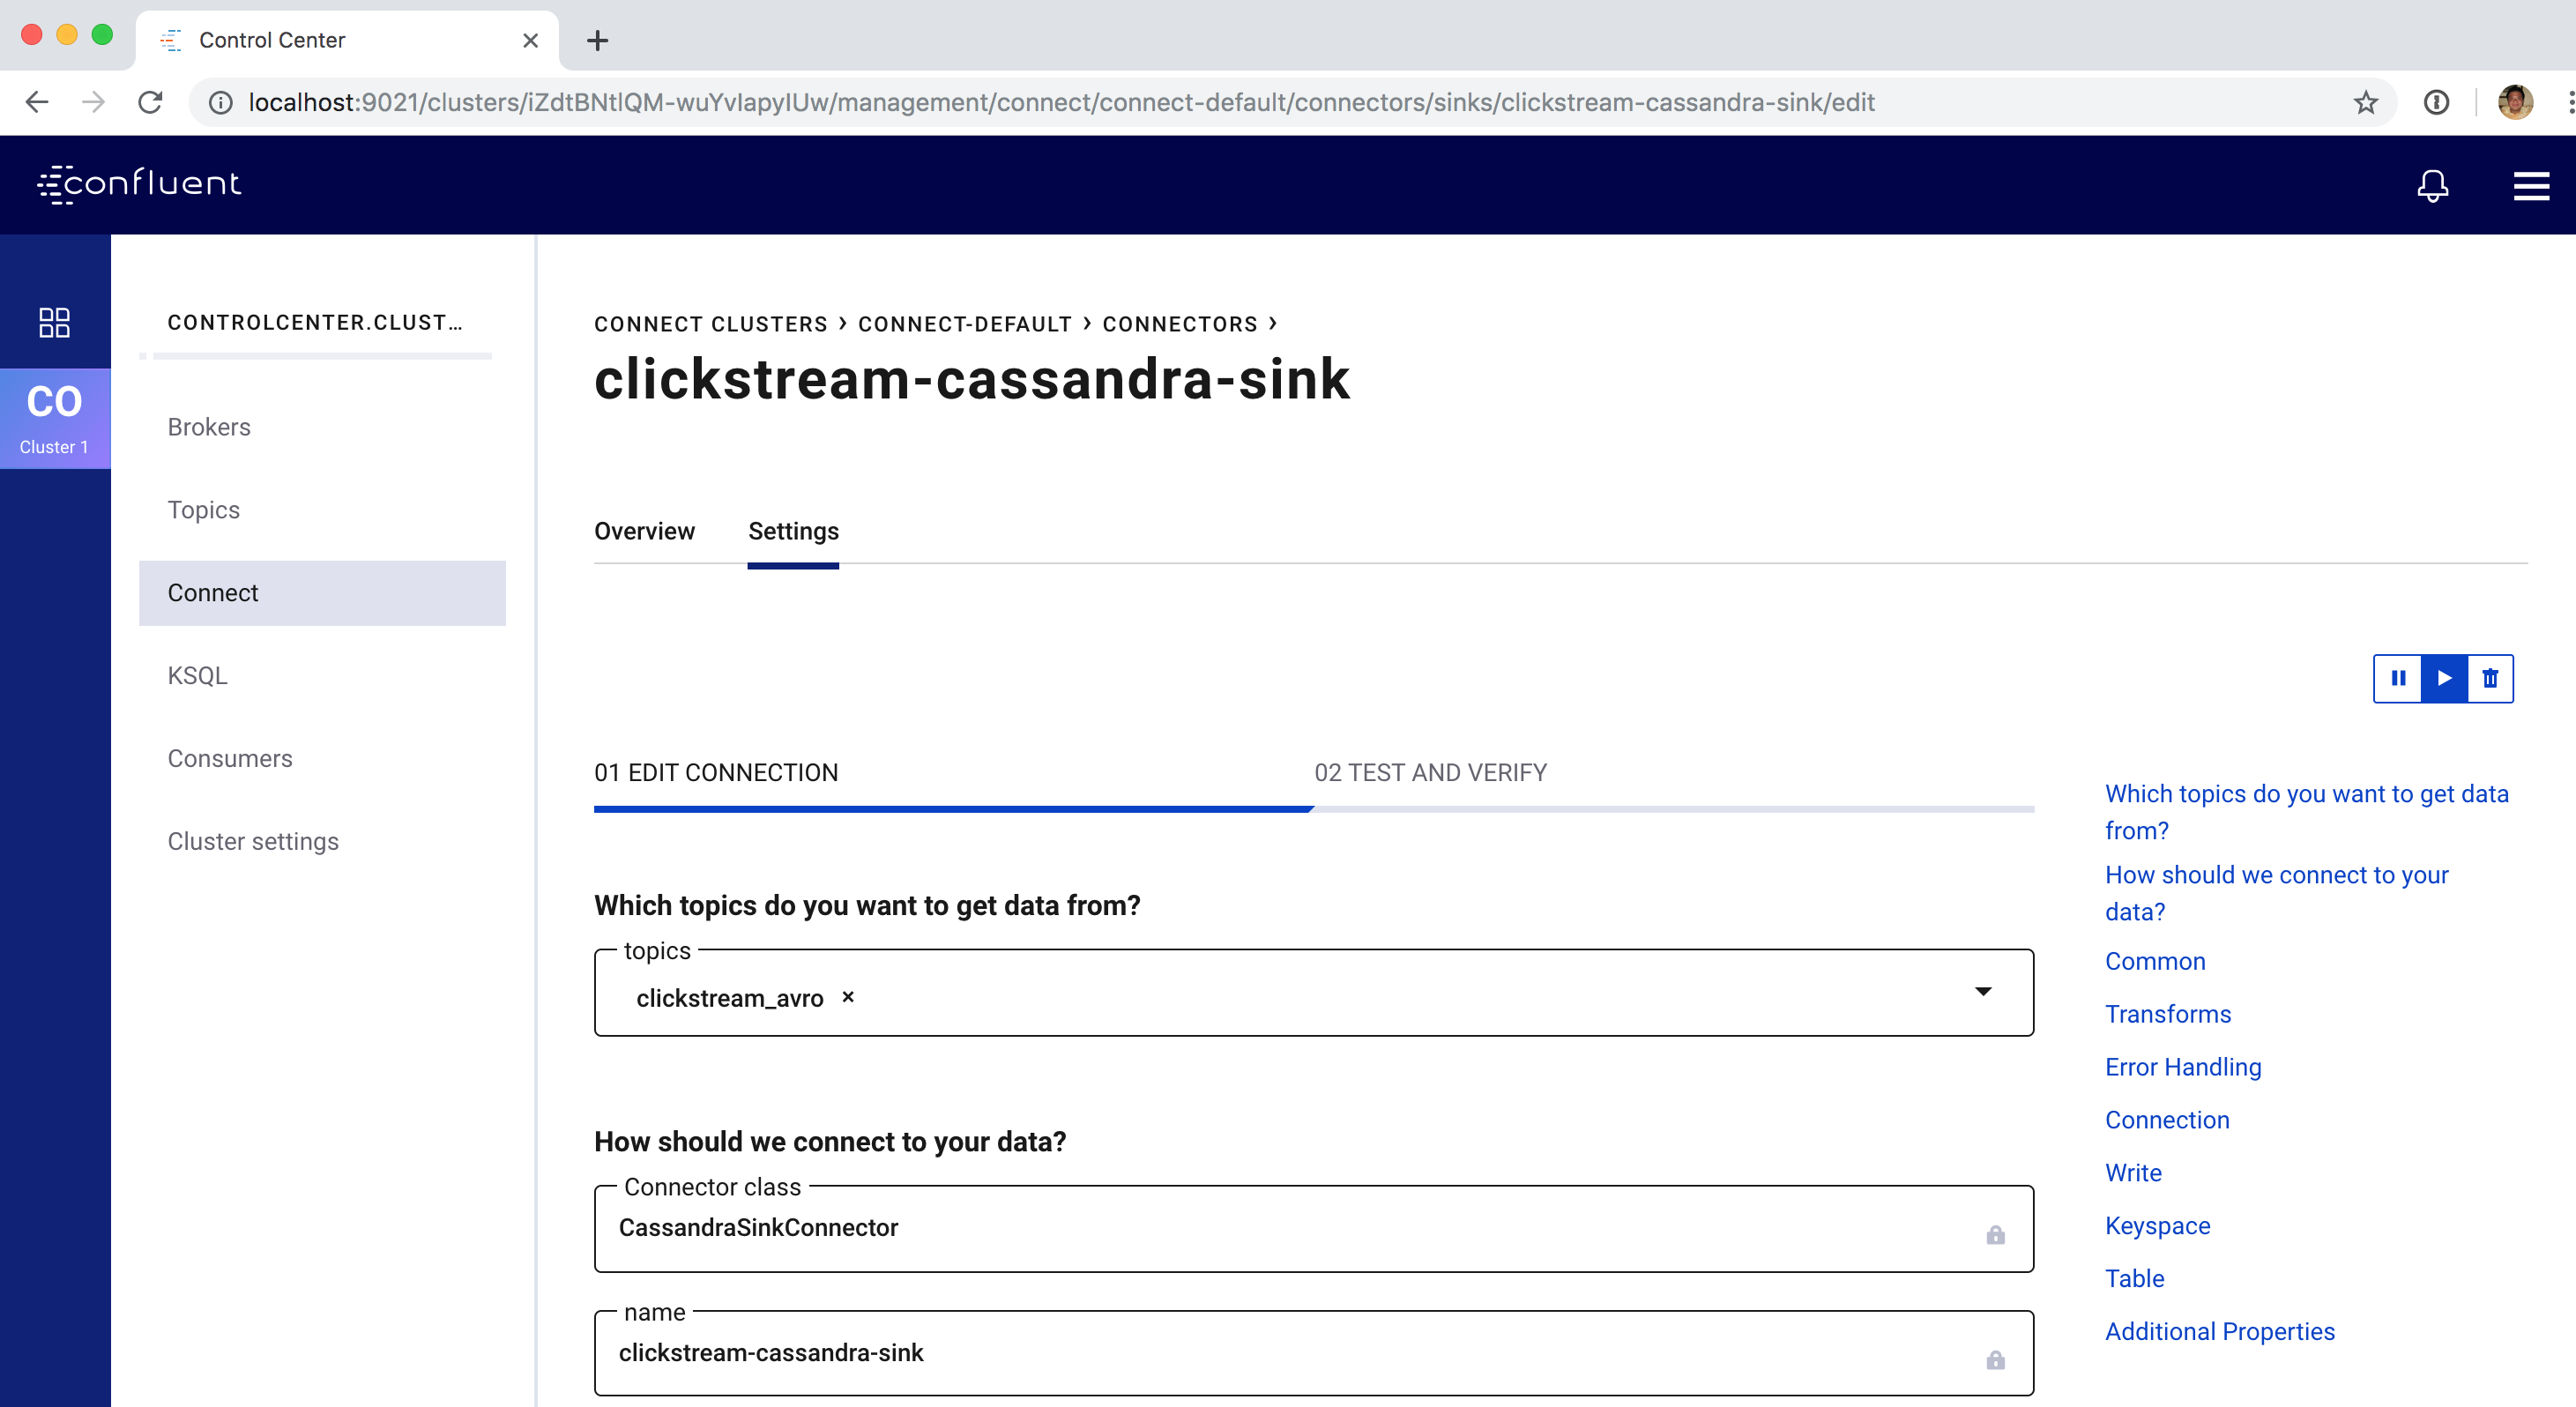 Control Center
localhost:9021/clusters/iZdtBNtlQM-wuYvIapyIUw/management/connect/connect-default/connectors/sinks/clickstream-cassandra-sink/edit
confluent
CO
Cluster 1
CONTROLCENTER.CLUST...
Brokers
Topics
Connect
KSQL
Consumers
Cluster settings
CONNECT CLUSTERS › CONNECT-DEFAULT › CONNECTORS ›
clickstream-cassandra-sink
Overview Settings
01 EDIT CONNECTION 02 TEST AND VERIFY
Which topics do you want to get data from?
topics
clickstream_avro ×
How should we connect to your data?
Connector class
CassandraSinkConnector
name
clickstream-cassandra-sink
Which topics do you want to get data
from?
How should we connect to your
data?
Common
Transforms
Error Handling
Connection
Write
Keyspace
Table
Additional Properties